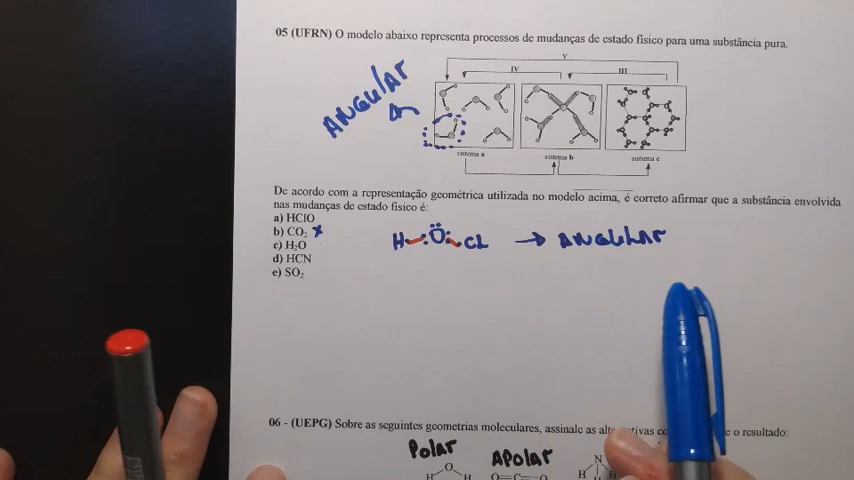 05 (UFRN) O modelo abaixo representa processos de mudanças de estado físico para uma substância pura.
V
IV
III
ANGULAR
sistema a
sistema b
sistema c
De acordo com a representação geométrica utilizada no modelo acima, é correto afirmar que a substância envolvida
nas mudanças de estado físico é:
a) HClO
b) CO₂ x
c) H₂O
d) HCN
e) SO₂
H O CL → ANGULAR
06 - (UEPG) Sobre as seguintes geometrias moleculares, assinale as e o resultado:
POLAR
APOLAR
H O H
O=C=O
N
H H